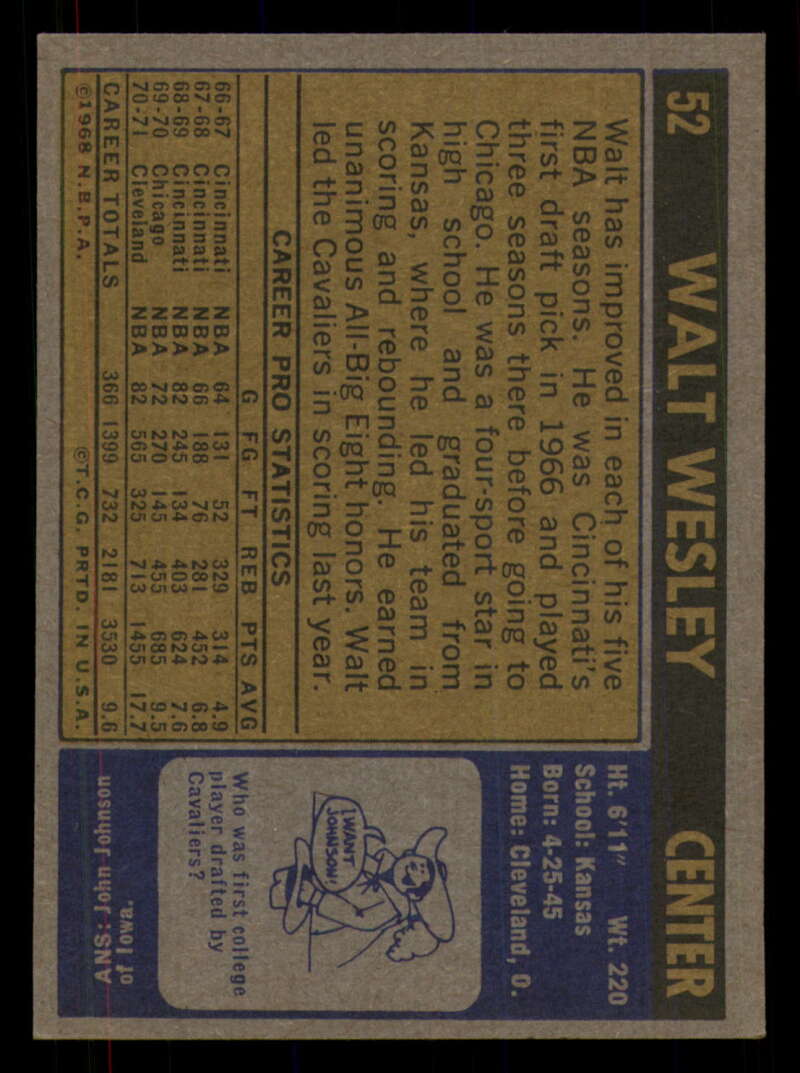 52 WALT WESLEY CENTER
Walt has improved in each of his five
NBA seasons. He was Cincinnati's
first draft pick in 1966 and played
three seasons there before going to
Chicago. He was a four-sport star in
high school and graduated from
Kansas, where he led his team in
scoring and rebounding. He earned
unanimous All-Big Eight honors. Walt
led the Cavaliers in scoring last year.
CAREER PRO STATISTICS
G FG FT REB PTS AVG
66-67 Cincinnati NBA 64 131 52 329 314 4.9
67-68 Cincinnati NBA 66 188 76 281 452 6.8
68-69 Cincinnati NBA 82 245 134 403 624 7.6
69-70 Chicago NBA 72 270 145 455 685 9.5
70-71 Cleveland NBA 82 565 325 713 1455 17.7
CAREER TOTALS 366 1399 732 2181 3530 9.6
©1968 N.B.P.A. ©T.C.G. PRTD. IN U.S.A.
Ht. 6'11" Wt. 220
School: Kansas
Born: 4-25-45
Home: Cleveland, O.
I WANT
JOHNSON!
Who was first college
player drafted by
Cavaliers?
ANS: John Johnson
of Iowa.